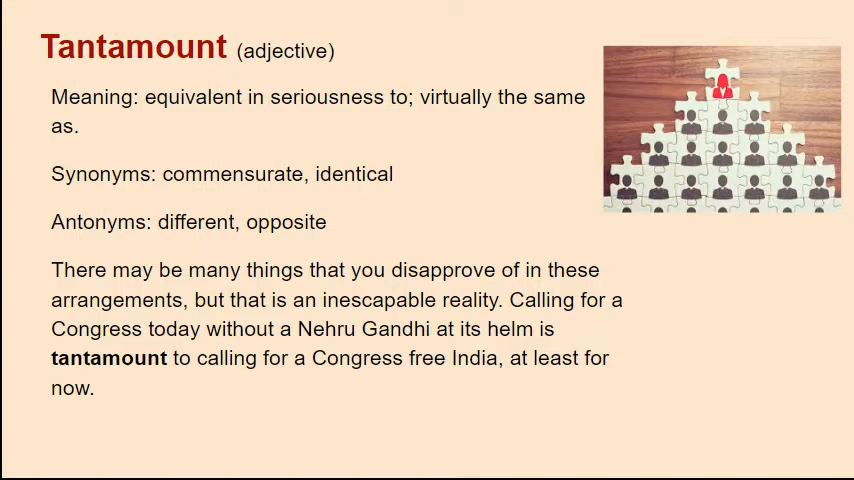 Tantamount (adjective)
Meaning: equivalent in seriousness to; virtually the same
as.
Synonyms: commensurate, identical
Antonyms: different, opposite
There may be many things that you disapprove of in these
arrangements, but that is an inescapable reality. Calling for a
Congress today without a Nehru Gandhi at its helm is
tantamount to calling for a Congress free India, at least for
now.